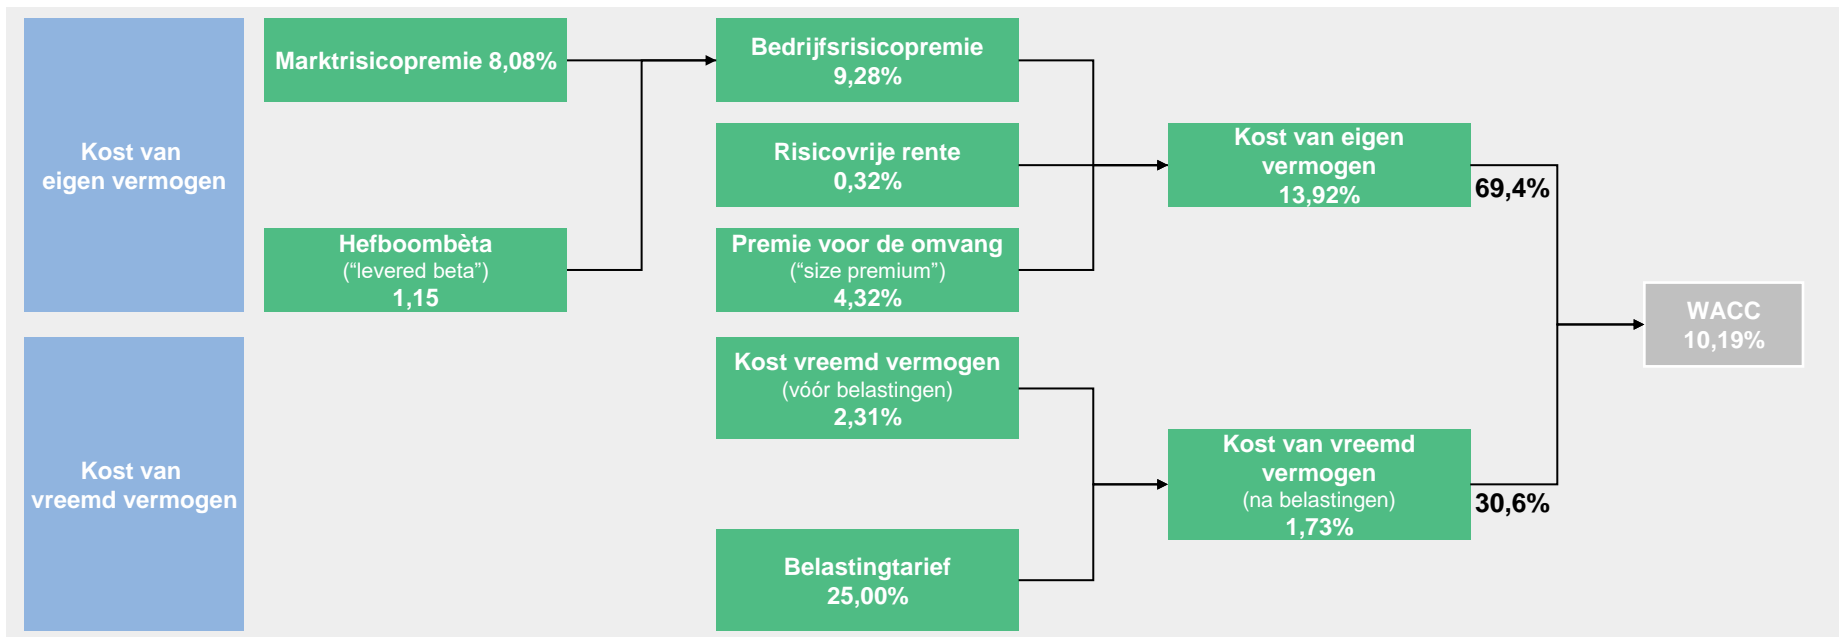 Kost van
eigen vermogen
Marktrisicopremie 8,08%
Hefboombèta
(“levered beta”)
1,15
Bedrijfsrisicopremie
9,28%
Risicovrije rente
0,32%
Premie voor de omvang
(“size premium”)
4,32%
Kost van eigen
vermogen
13,92%
69,4%
Kost van
vreemd vermogen
Kost vreemd vermogen
(vóór belastingen)
2,31%
Belastingtarief
25,00%
Kost van vreemd
vermogen
(na belastingen)
1,73%
30,6%
WACC
10,19%